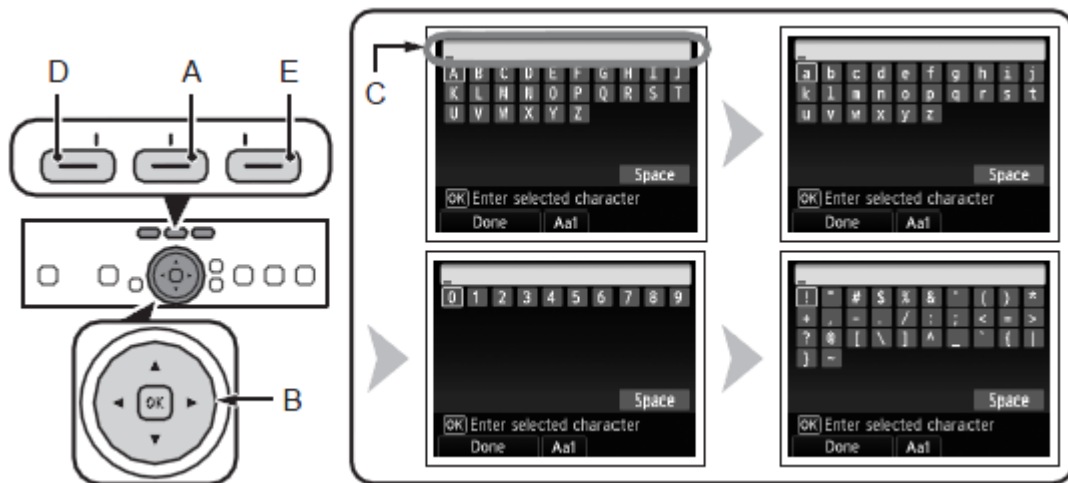 D A E
C
B
OK
A B C D E F G H I J
K L M N O P Q R S T
U V W X Y Z
Space
OK Enter selected character
Done Aa1
a b c d e f g h i j
k l m n o p q r s t
u v w x y z
Space
OK Enter selected character
Done Aa1
0 1 2 3 4 5 6 7 8 9
Space
OK Enter selected character
Done Aa1
! " # $ % & ' ( ) *
+ , - . / : ; < = >
? @ [ \ ] ^ _ ` { |
} ~
Space
OK Enter selected character
Done Aa1